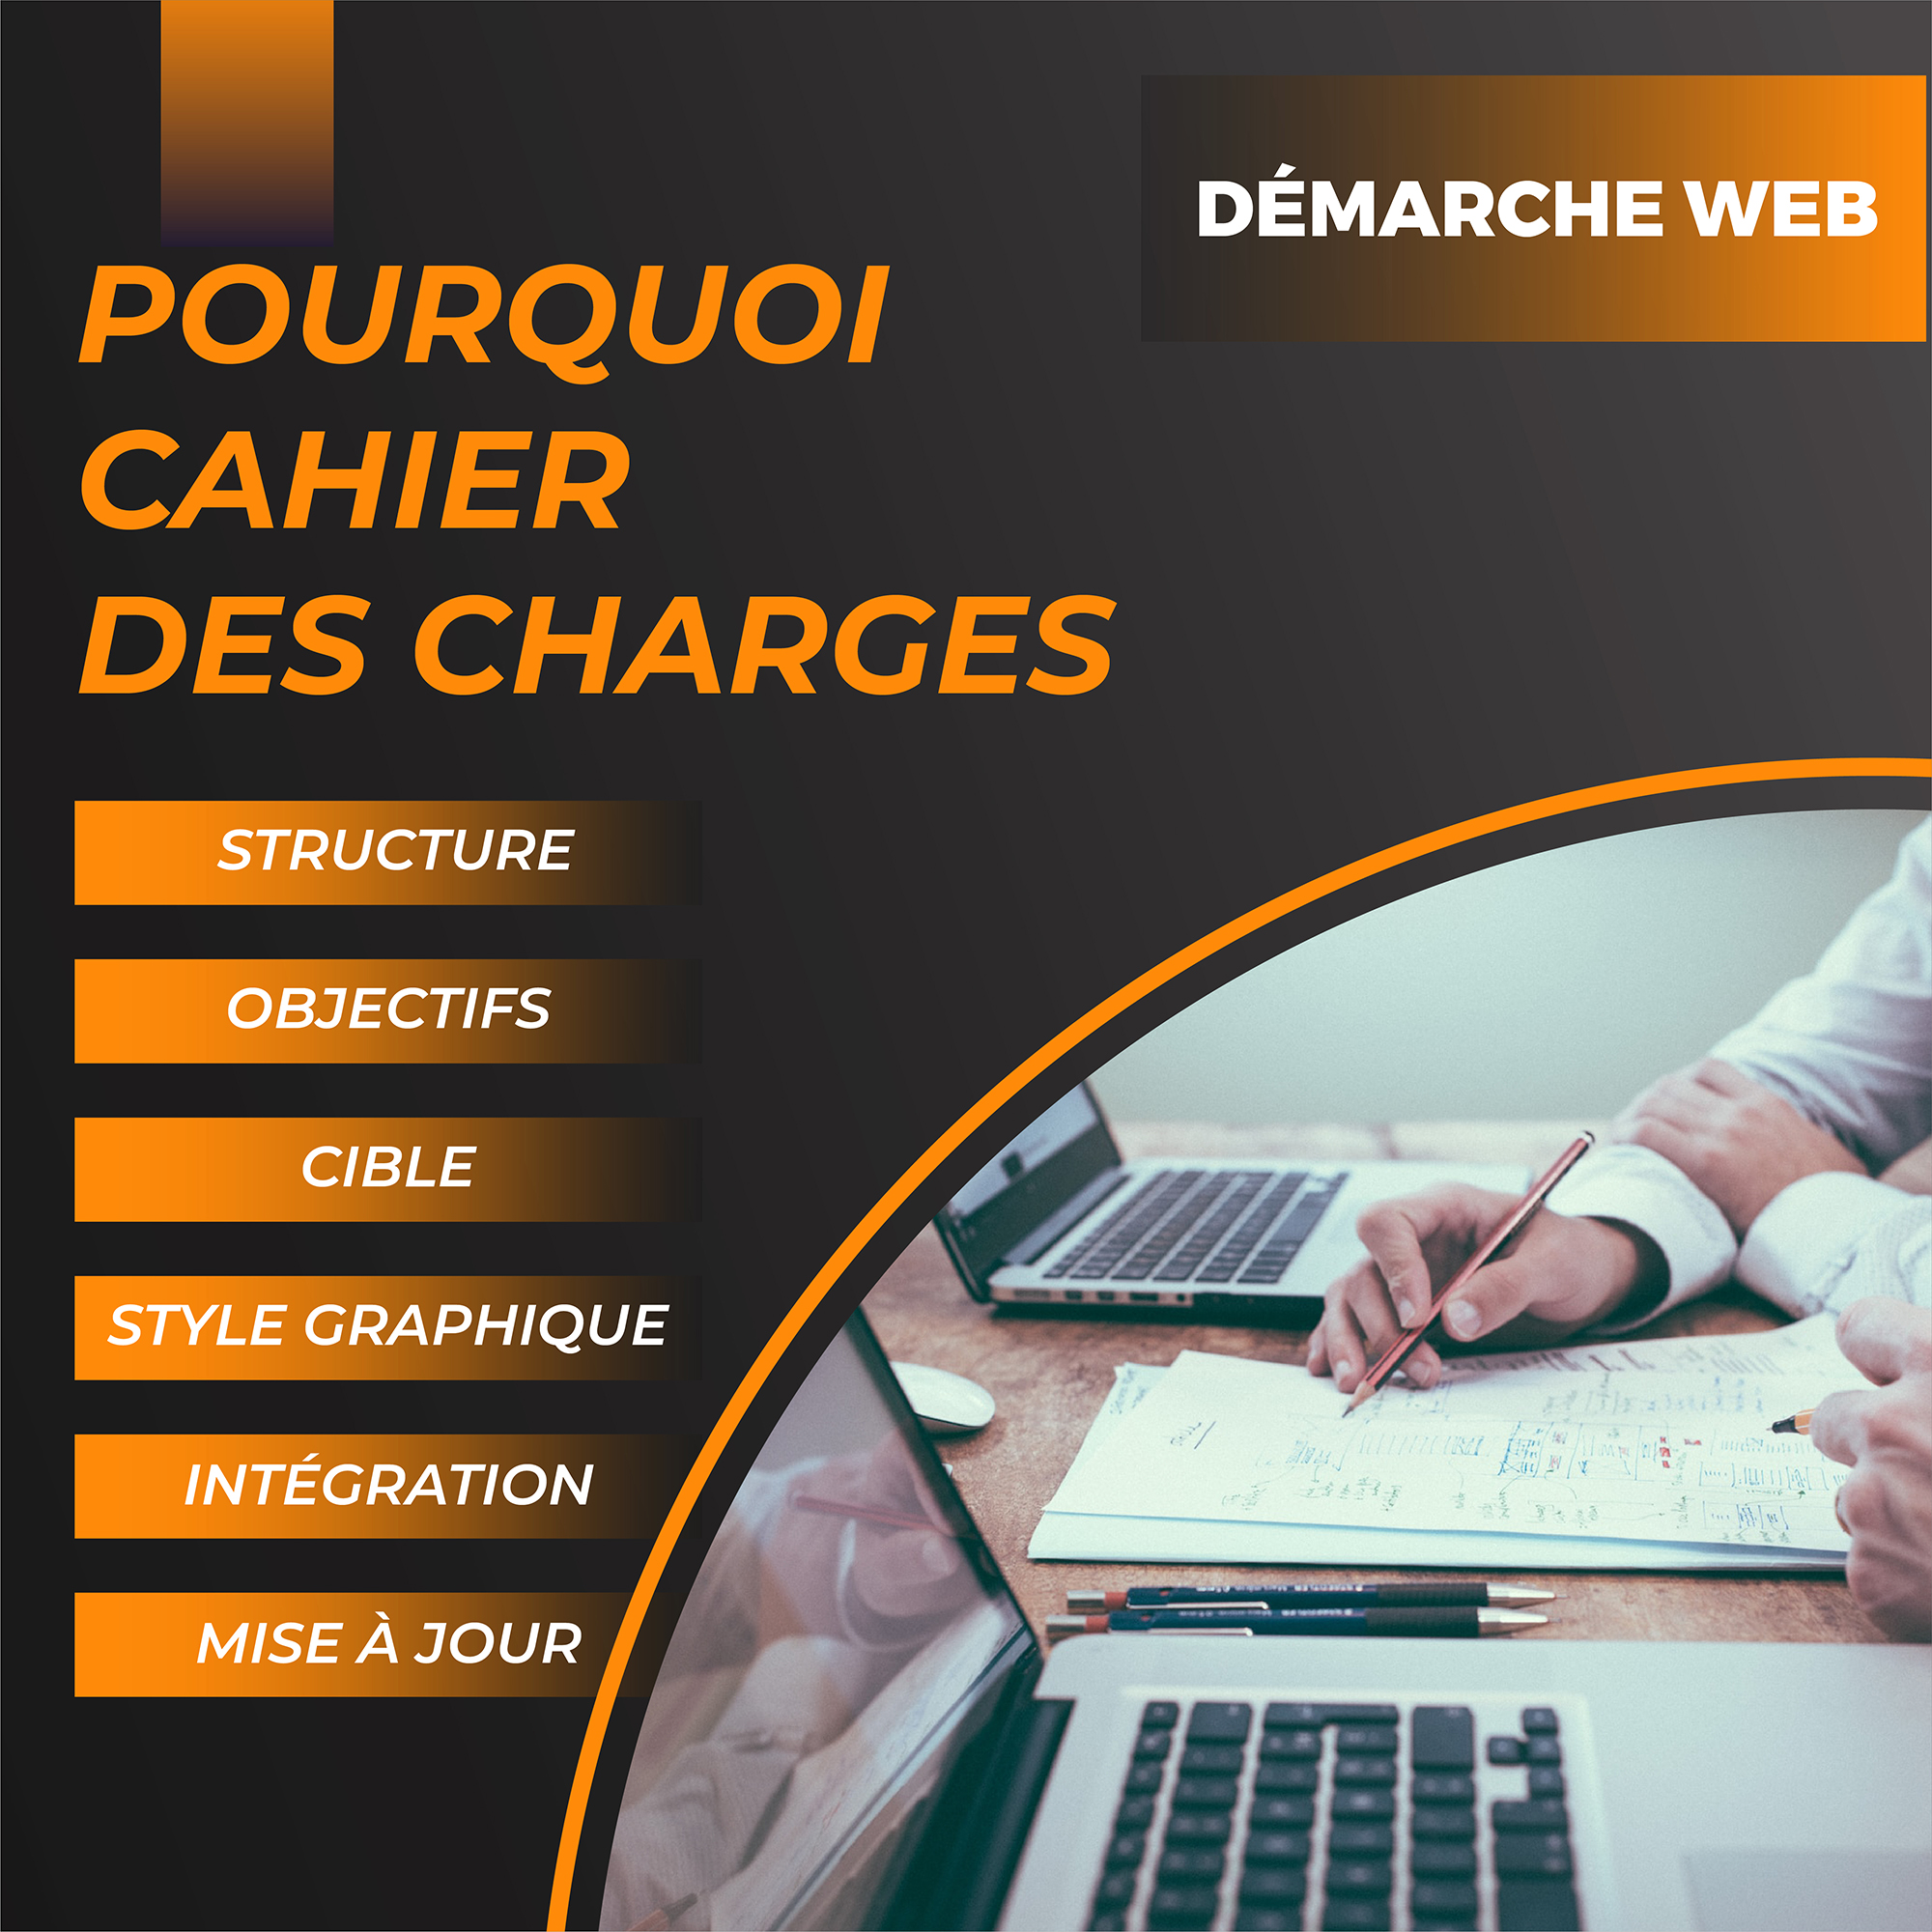 DÉMARCHE WEB
POURQUOI
CAHIER
DES CHARGES
STRUCTURE
OBJECTIFS
CIBLE
STYLE GRAPHIQUE
INTÉGRATION
MISE À JOUR